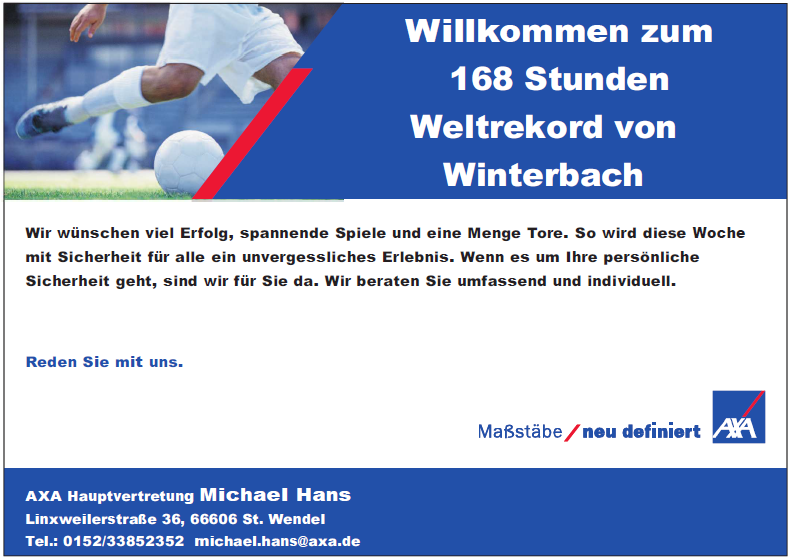 Willkommen zum
168 Stunden
Weltrekord von
Winterbach
Wir wünschen viel Erfolg, spannende Spiele und eine Menge Tore. So wird diese Woche
mit Sicherheit für alle ein unvergessliches Erlebnis. Wenn es um Ihre persönliche
Sicherheit geht, sind wir für Sie da. Wir beraten Sie umfassend und individuell.
Reden Sie mit uns.
Maßstäbe / neu definiert AXA
AXA Hauptvertretung Michael Hans
Linxweilerstraße 36, 66606 St. Wendel
Tel.: 0152/33852352 michael.hans@axa.de